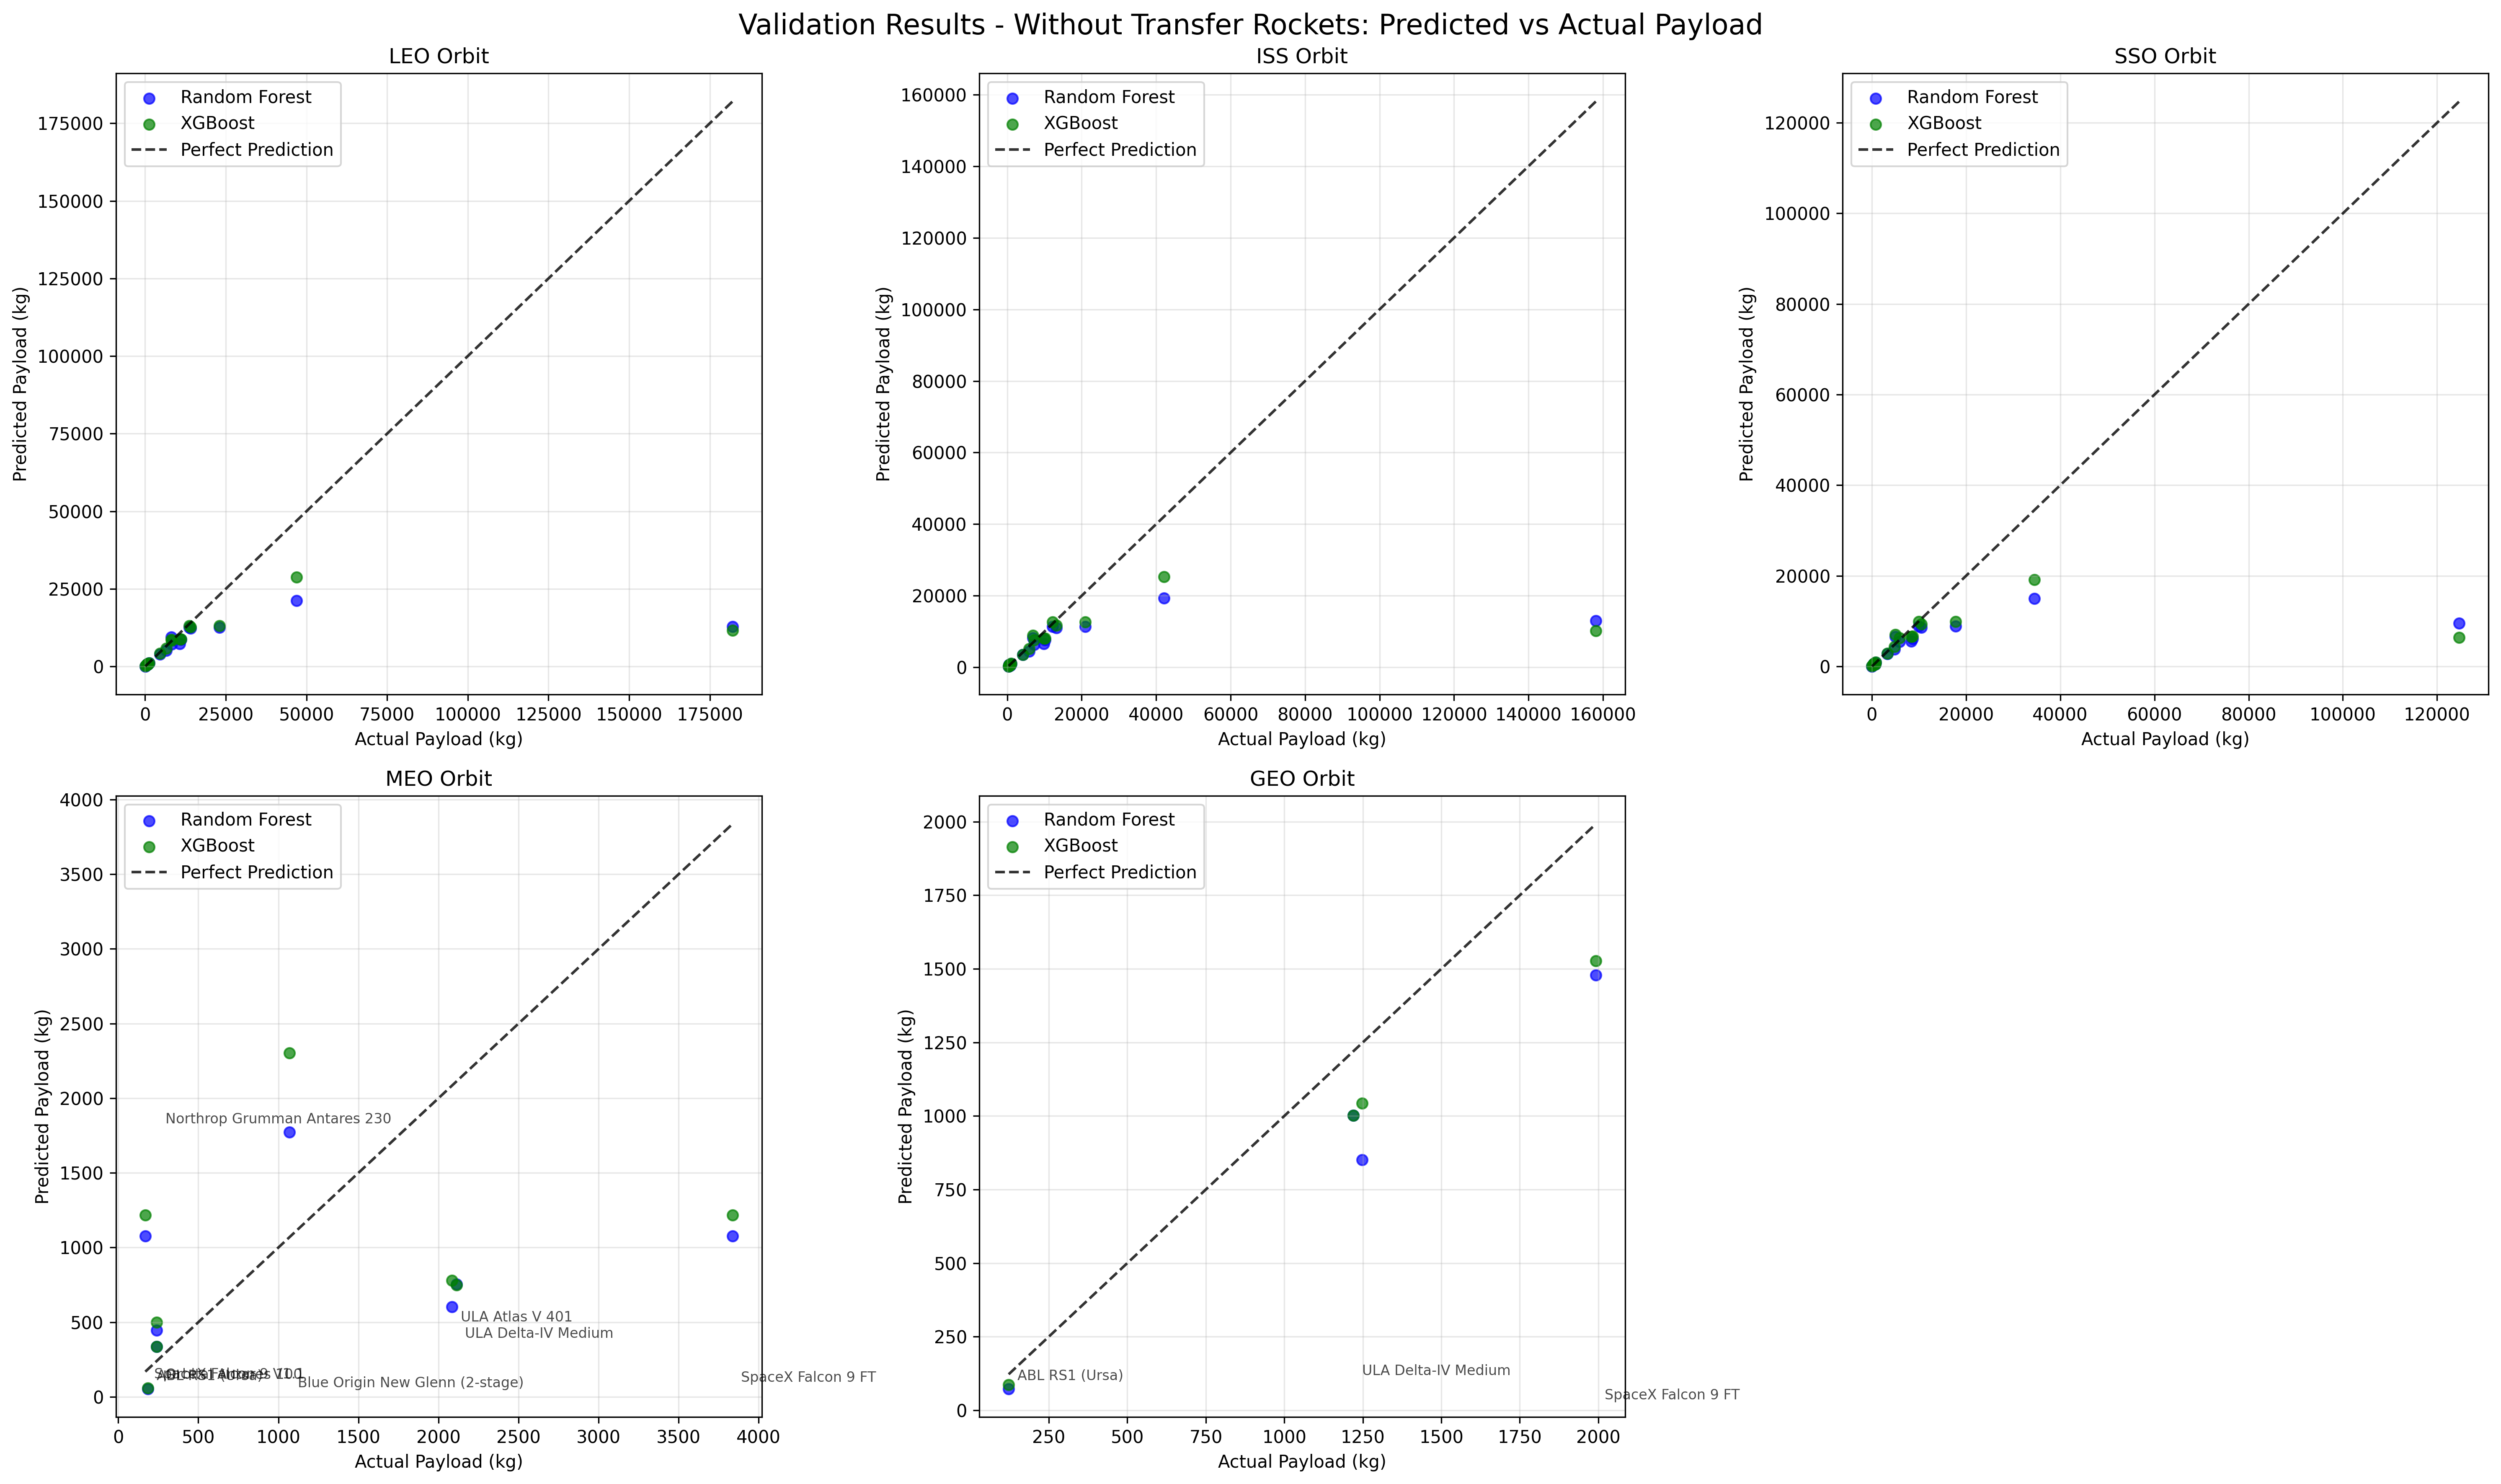 Validation Results - Without Transfer Rockets: Predicted vs Actual Payload
LEO Orbit
Random Forest
XGBoost
Perfect Prediction
175000
150000
125000
100000
75000
50000
25000
0
Predicted Payload (kg)
0 25000 50000 75000 100000 125000 150000 175000
Actual Payload (kg)
ISS Orbit
Random Forest
XGBoost
Perfect Prediction
160000
140000
120000
100000
80000
60000
40000
20000
0
Predicted Payload (kg)
0 20000 40000 60000 80000 100000 120000 140000 160000
Actual Payload (kg)
SSO Orbit
Random Forest
XGBoost
Perfect Prediction
120000
100000
80000
60000
40000
20000
0
Predicted Payload (kg)
0 20000 40000 60000 80000 100000 120000
Actual Payload (kg)
MEO Orbit
Random Forest
XGBoost
Perfect Prediction
4000
3500
3000
2500
2000
1500
1000
500
0
Predicted Payload (kg)
Northrop Grumman Antares 230
ULA Atlas V 401
ULA Delta-IV Medium
SpaceX Falcon 9 V1.1
ABL RS1 (Ursa)
Blue Origin New Glenn (2-stage)
SpaceX Falcon 9 FT
0 500 1000 1500 2000 2500 3000 3500 4000
Actual Payload (kg)
GEO Orbit
Random Forest
XGBoost
Perfect Prediction
2000
1750
1500
1250
1000
750
500
250
0
Predicted Payload (kg)
ABL RS1 (Ursa)
ULA Delta-IV Medium
SpaceX Falcon 9 FT
250 500 750 1000 1250 1500 1750 2000
Actual Payload (kg)